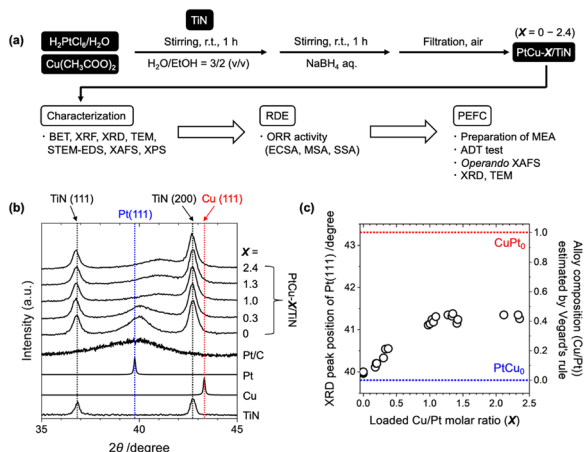 (a)
TiN
(X = 0 – 2.4)
H₂PtCl₆/H₂O
Cu(CH₃COO)₂
Stirring, r.t., 1 h
H₂O/EtOH = 3/2 (v/v)
Stirring, r.t., 1 h
NaBH₄ aq.
Filtration, air
PtCu-X/TiN
Characterization
· BET, XRF, XRD, TEM,
STEM-EDS, XAFS, XPS
RDE
· ORR activity
(ECSA, MSA, SSA)
PEFC
· Preparation of MEA
· ADT test
· Operando XAFS
· XRD, TEM
(b)
TiN (111)
Pt(111)
TiN (200)
Cu (111)
X =
2.4
1.3
1.0
0.3
0
PtCu-X/TiN
Pt/C
Pt
Cu
TiN
Intensity (a.u.)
35 37 39 41 43 45
2θ /degree
(c)
XRD peak position of Pt(111) /degree
43
42
41
40
CuPt₀
PtCu₀
1.0
0.8
0.6
0.4
0.2
0.0
Alloy composition (Cu/Pt)
estimated by Vegard's rule
0.0 0.5 1.0 1.5 2.0 2.5
Loaded Cu/Pt molar ratio (X)